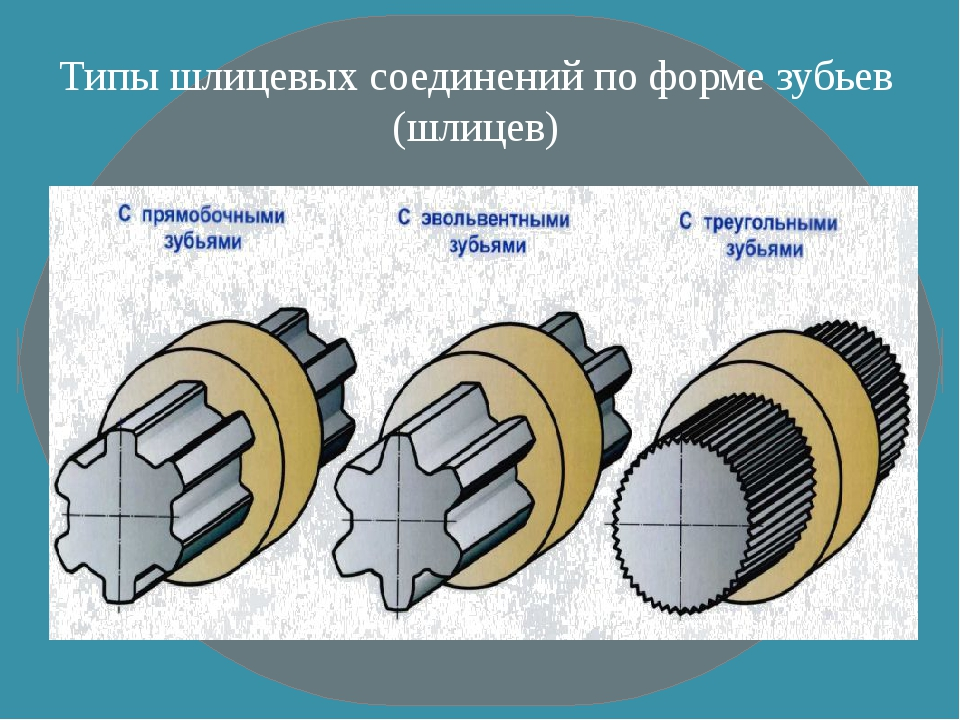 Типы шлицевых соединений по форме зубьев
(шлицев)
С прямобочными
зубьями
С эвольвентными
зубьями
С треугольными
зубьями